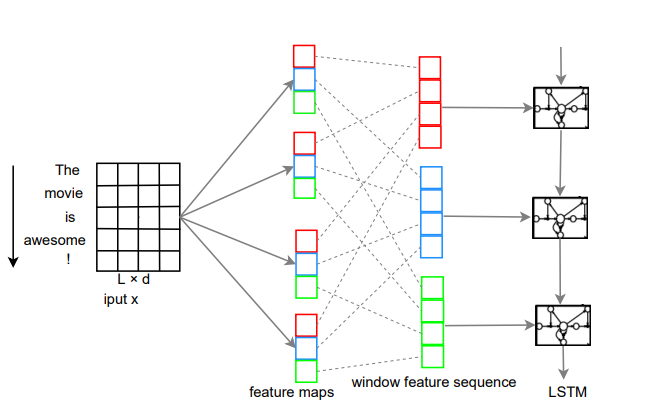 The
movie
is
awesome
!
L × d
iput x
feature maps
window feature sequence
LSTM